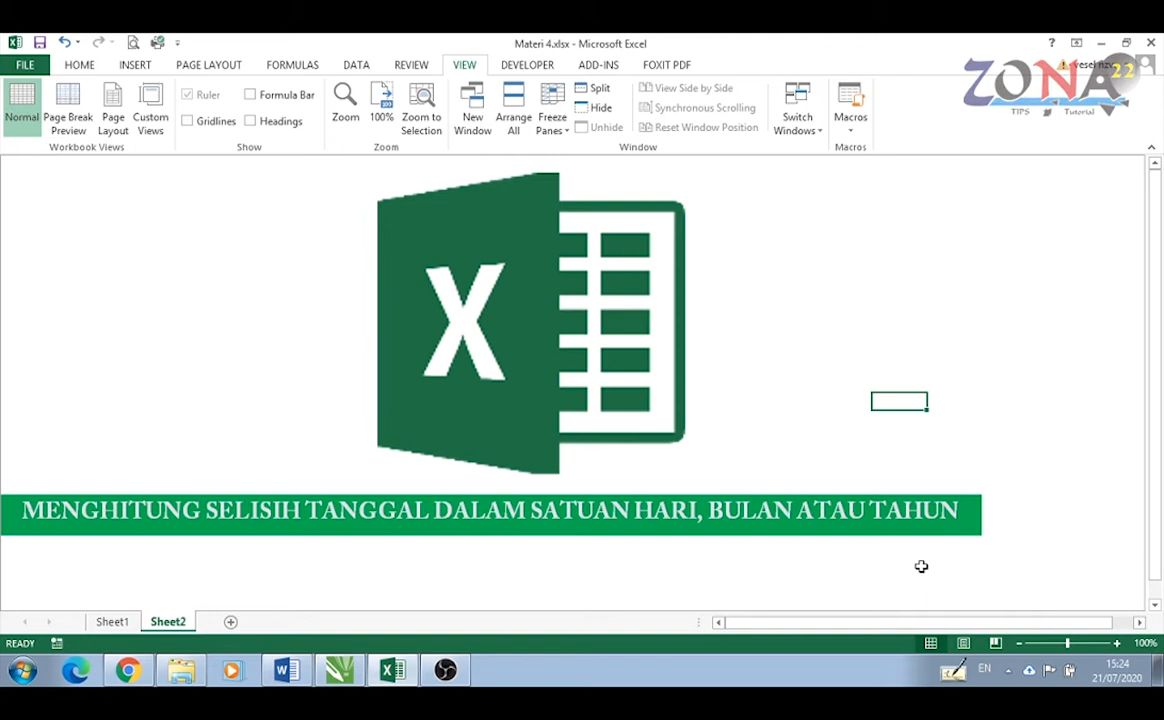 Materi 4.xlsx - Microsoft Excel
FILE HOME INSERT PAGE LAYOUT FORMULAS DATA REVIEW VIEW DEVELOPER ADD-INS FOXIT PDF
ZONA 22
TIPS Tutorial
Normal
Page Break Preview
Page Layout
Custom Views
Workbook Views
Ruler
Formula Bar
Gridlines
Headings
Show
Zoom
100%
Zoom to Selection
Zoom
New Window
Arrange All
Freeze Panes
Split
Hide
Unhide
View Side by Side
Synchronous Scrolling
Reset Window Position
Window
Switch Windows
Macros
Macros
X
MENGHITUNG SELISIH TANGGAL DALAM SATUAN HARI, BULAN ATAU TAHUN
Sheet1 Sheet2
READY
100%
EN
15:24
21/07/2020